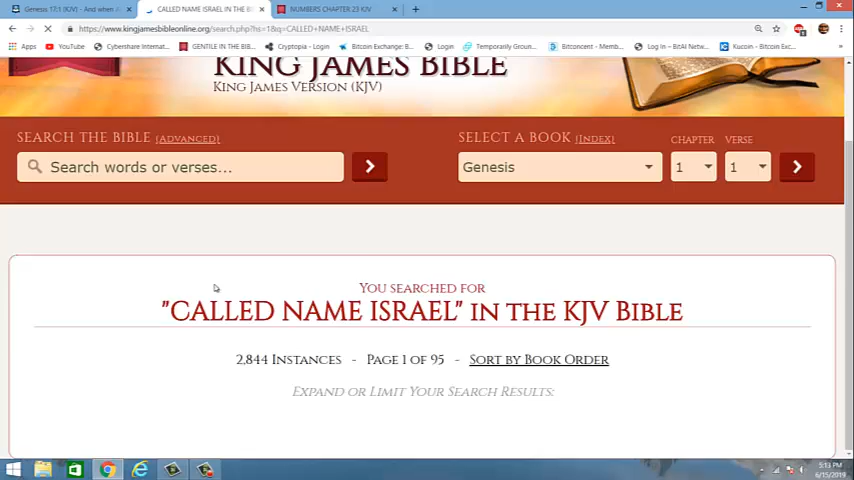 Genesis 17:1 (KJV) - And when A
CALLED NAME ISRAEL IN THE B
NUMBERS CHAPTER 23 KJV
https://www.kingjamesbibleonline.org/search.php?hs=1&q=CALLED+NAME+ISRAEL
Apps YouTube Cybershare Internat... GENTILE IN THE BIB... Cryptopia - Login Bitcoin Exchange: B... Login Temporarily Groun... Bitconcent - Memb... Log In – BitAI Netwo... Kucoin - Bitcoin Exc...
King James Bible
King James Version (KJV)
Search the Bible (Advanced)
Select a Book (Index) Chapter Verse
Search words or verses...
Genesis 1 1
You searched for
"CALLED NAME ISRAEL" in the KJV Bible
2,844 Instances - Page 1 of 95 - Sort by Book Order
Expand or Limit Your Search Results:
5:13 PM
6/15/2019